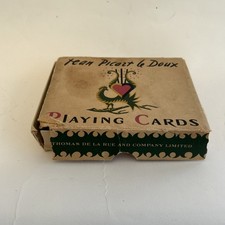 Jean Picart le Doux
PLAYING CARDS
THOMAS DE LA RUE AND COMPANY LIMITED